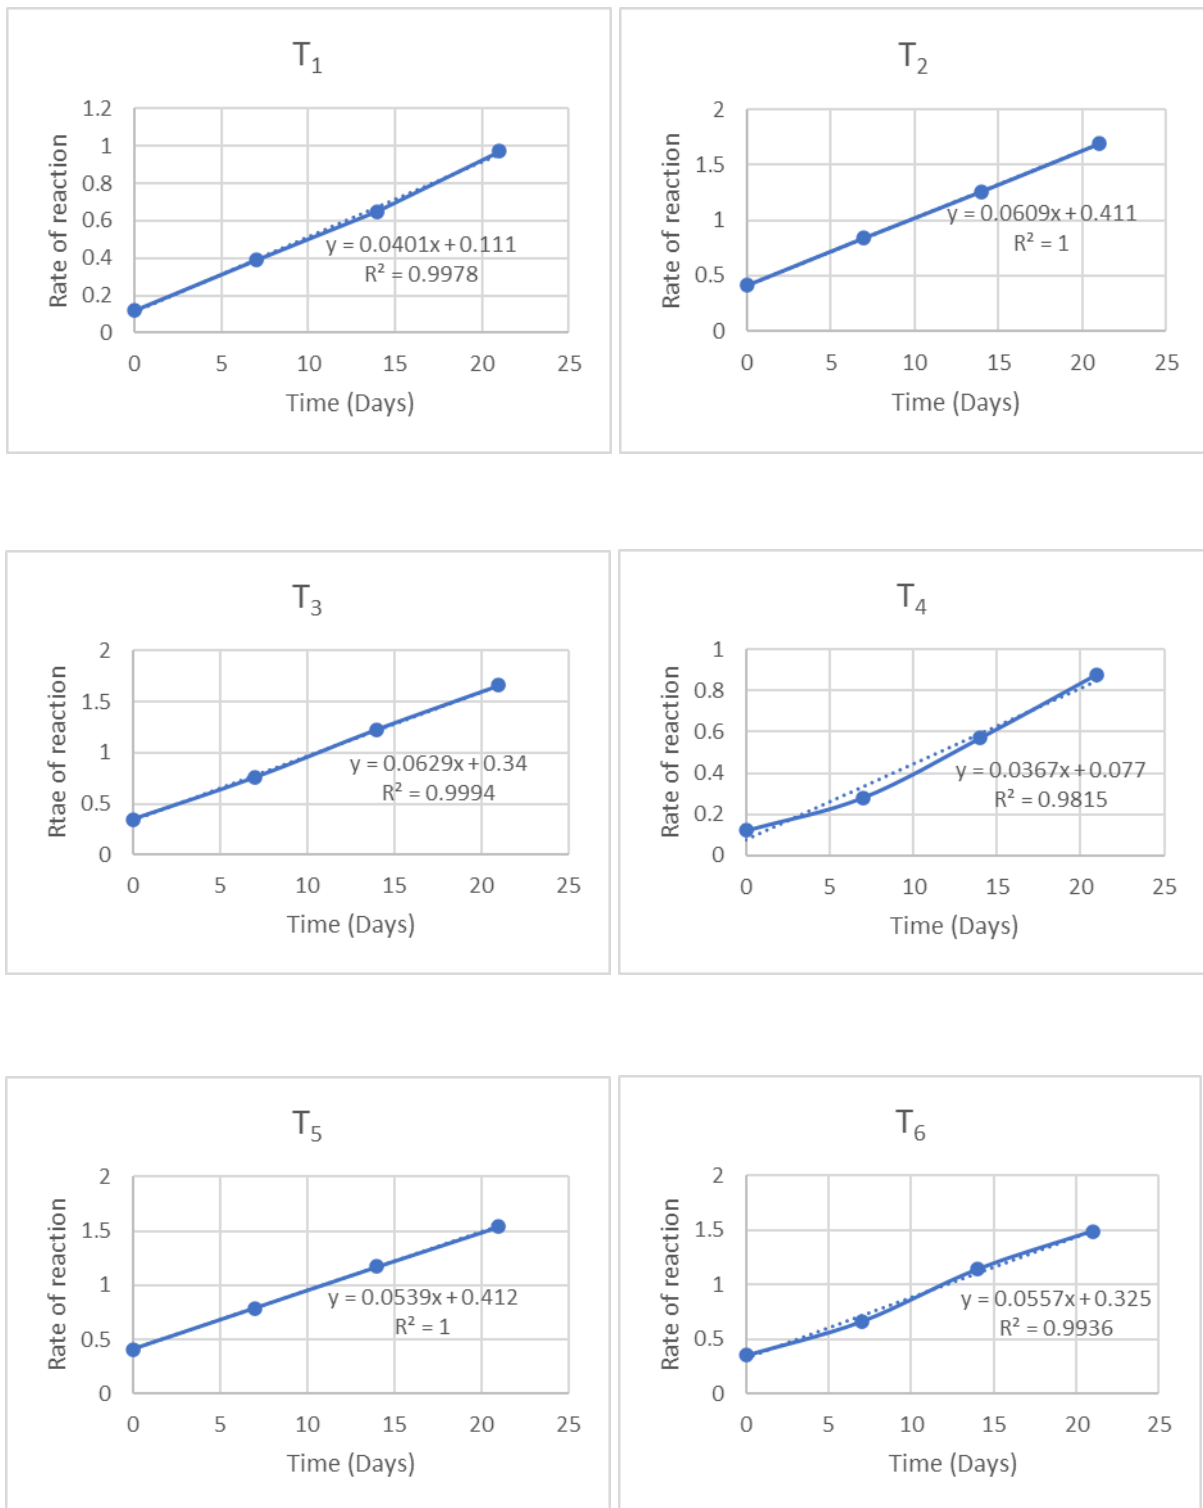 T₁
1.2
1
0.8
0.6
0.4
0.2
0
Rate of reaction
y = 0.0401x + 0.111
R² = 0.9978
0 5 10 15 20 25
Time (Days)
T₂
2
1.5
1
0.5
0
Rate of reaction
y = 0.0609x + 0.411
R² = 1
0 5 10 15 20 25
Time (Days)
T₃
2
1.5
1
0.5
0
Rtae of reaction
y = 0.0629x + 0.34
R² = 0.9994
0 5 10 15 20 25
Time (Days)
T₄
1
0.8
0.6
0.4
0.2
0
Rate of reaction
y = 0.0367x + 0.077
R² = 0.9815
0 5 10 15 20 25
Time (Days)
T₅
2
1.5
1
0.5
0
Rate of reaction
y = 0.0539x + 0.412
R² = 1
0 5 10 15 20 25
Time (Days)
T₆
2
1.5
1
0.5
0
Rate of reaction
y = 0.0557x + 0.325
R² = 0.9936
0 5 10 15 20 25
Time (Days)